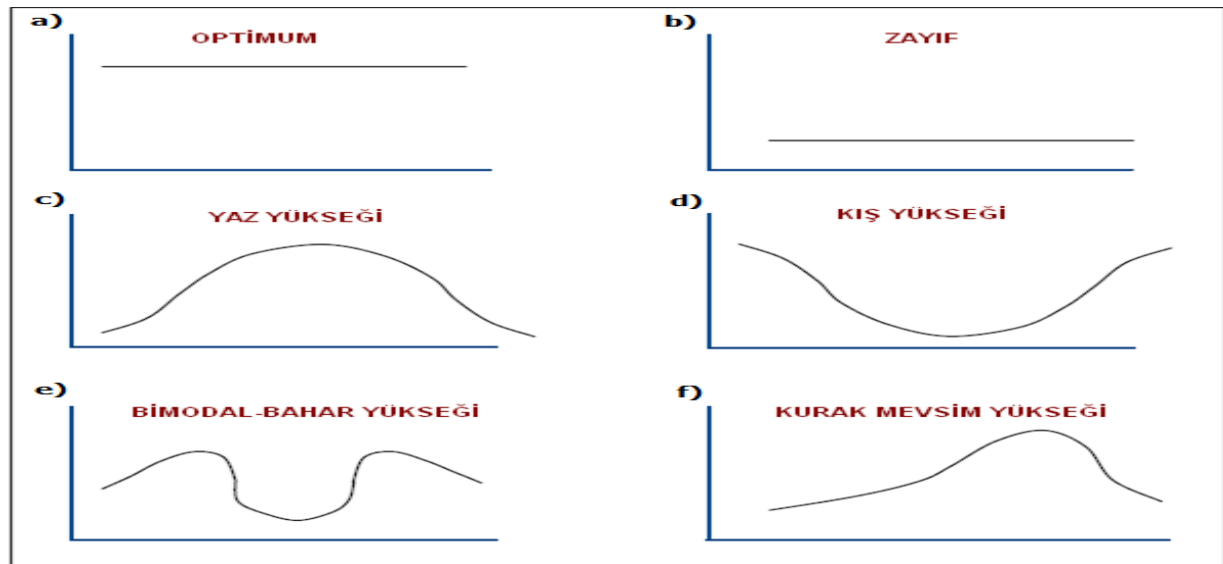 a)
OPTİMUM
b)
ZAYIF
c)
YAZ YÜKSEĞİ
d)
KIŞ YÜKSEĞİ
e)
BİMODAL-BAHAR YÜKSEĞİ
f)
KURAK MEVSİM YÜKSEĞİ